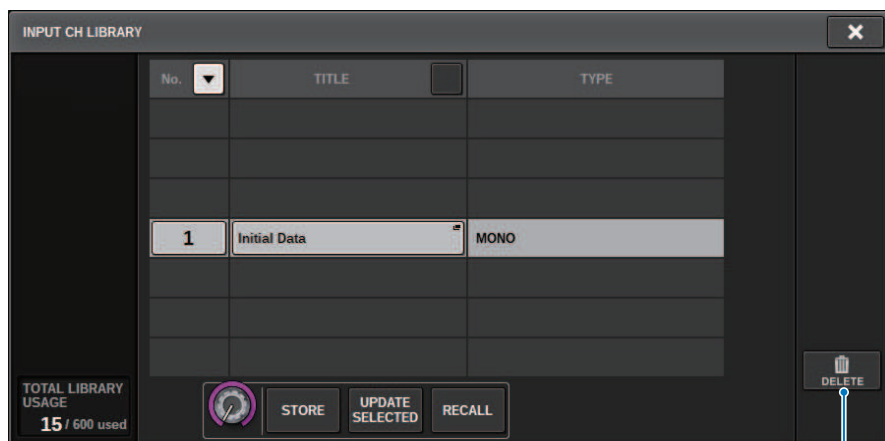 INPUT CH LIBRARY
No. TITLE TYPE
1 Initial Data MONO
DELETE
TOTAL LIBRARY
USAGE
15 / 600 used
STORE UPDATE SELECTED RECALL